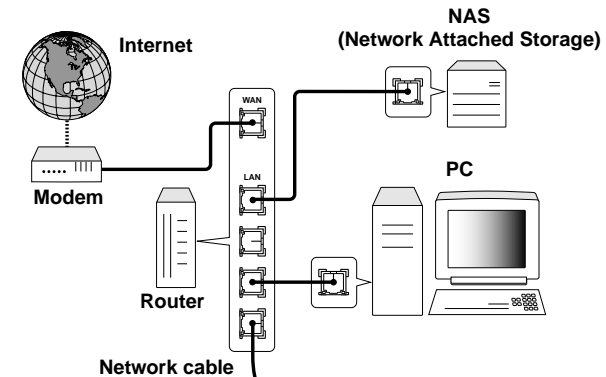 NAS
(Network Attached Storage)
Internet
WAN
LAN
Modem
PC
Router
Network cable